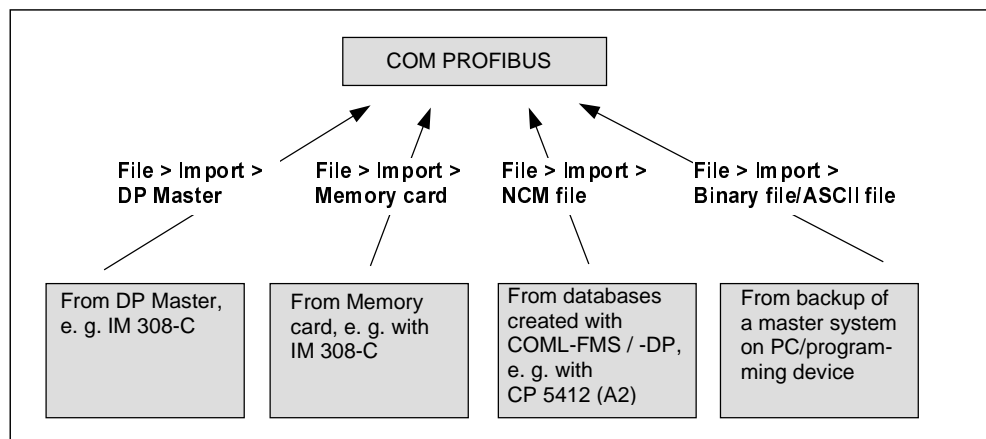 COM PROFIBUS
File > Import >
DP Master
File > Import >
Memory card
File > Import >
NCM file
File > Import >
Binary file/ASCII file
From DP Master,
e. g. IM 308-C
From Memory
card, e. g. with
IM 308-C
From databases
created with
COML-FMS / -DP,
e. g. with
CP 5412 (A2)
From backup of
a master system
on PC/program-
ming device